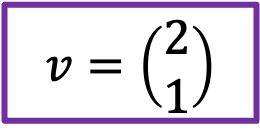 v = (2
1)